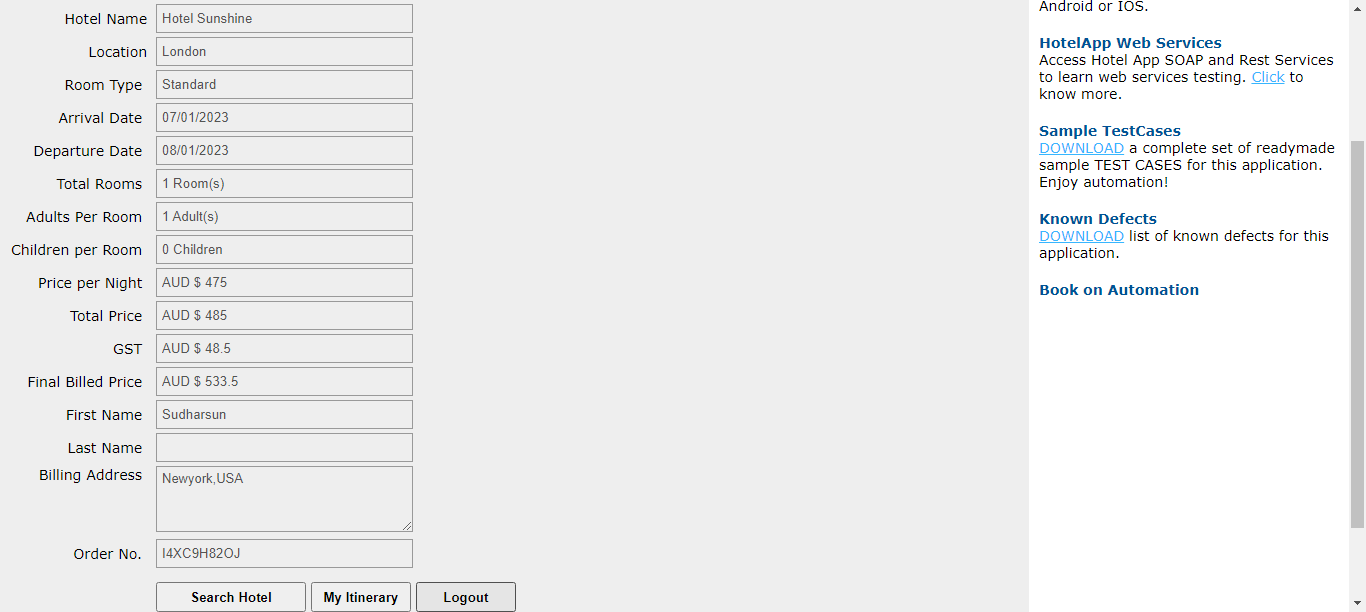 Hotel Name Hotel Sunshine
Location London
Room Type Standard
Arrival Date 07/01/2023
Departure Date 08/01/2023
Total Rooms 1 Room(s)
Adults Per Room 1 Adult(s)
Children per Room 0 Children
Price per Night AUD $ 475
Total Price AUD $ 485
GST AUD $ 48.5
Final Billed Price AUD $ 533.5
First Name Sudharsun
Last Name
Billing Address Newyork,USA
Order No. I4XC9H82OJ
Search Hotel My Itinerary Logout
Android or IOS.
HotelApp Web Services
Access Hotel App SOAP and Rest Services
to learn web services testing. Click to
know more.
Sample TestCases
DOWNLOAD a complete set of readymade
sample TEST CASES for this application.
Enjoy automation!
Known Defects
DOWNLOAD list of known defects for this
application.
Book on Automation